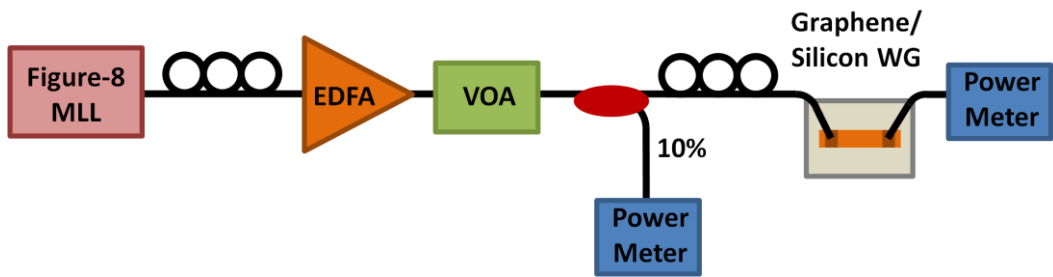 Figure-8
MLL
EDFA
VOA
10%
Power
Meter
Graphene/
Silicon WG
Power
Meter